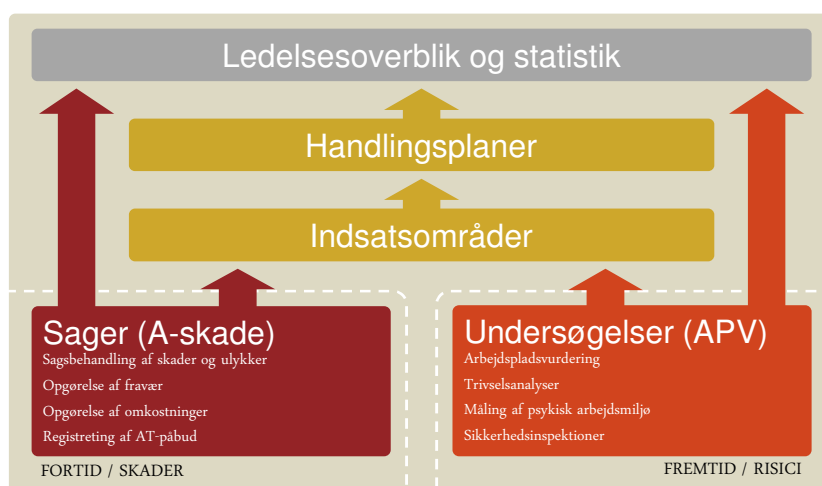 Ledelsesoverblik og statistik
Handlingsplaner
Indsatsområder
Sager (A-skade)
Sagsbehandling af skader og ulykker
Opgørelse af fravær
Opgørelse af omkostninger
Registreting af AT-påbud
FORTID / SKADER
Undersøgelser (APV)
Arbejdspladsvurdering
Trivselsanalyser
Måling af psykisk arbejdsmiljø
Sikkerhedsinspektioner
FREMTID / RISICI